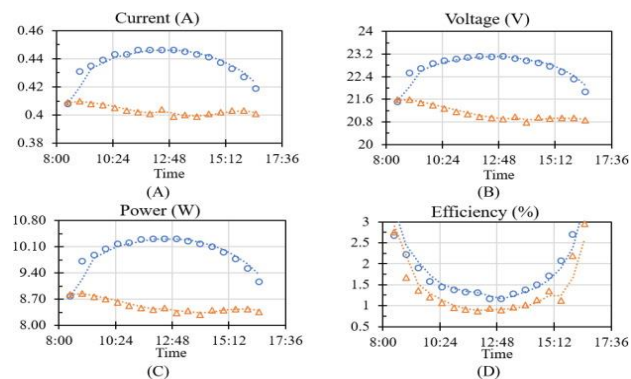 Current (A)
0.46
0.44
0.42
0.4
0.38
8:00 10:24 12:48 15:12 17:36
Time
(A)
Voltage (V)
24
23.2
22.4
21.6
20.8
20
8:00 10:24 12:48 15:12 17:36
Time
(B)
Power (W)
10.80
10.10
9.40
8.70
8.00
8:00 10:24 12:48 15:12 17:36
Time
(C)
Efficiency (%)
3
2.5
2
1.5
1
0.5
8:00 10:24 12:48 15:12 17:36
Time
(D)